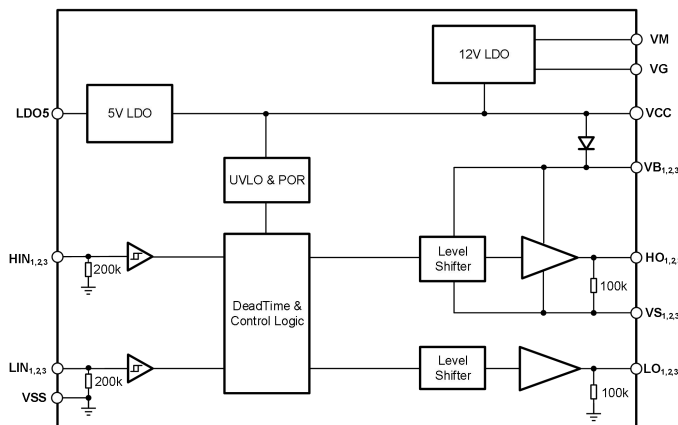 VM
12V LDO
VG
LDO5
5V LDO
VCC
VB1,2,3
UVLO & POR
HIN1,2,3
200k
Level
Shifter
HO1,2,
100k
DeadTime &
Control Logic
VS1,2,3
LIN1,2,3
200k
Level
Shifter
LO1,2,3
100k
VSS